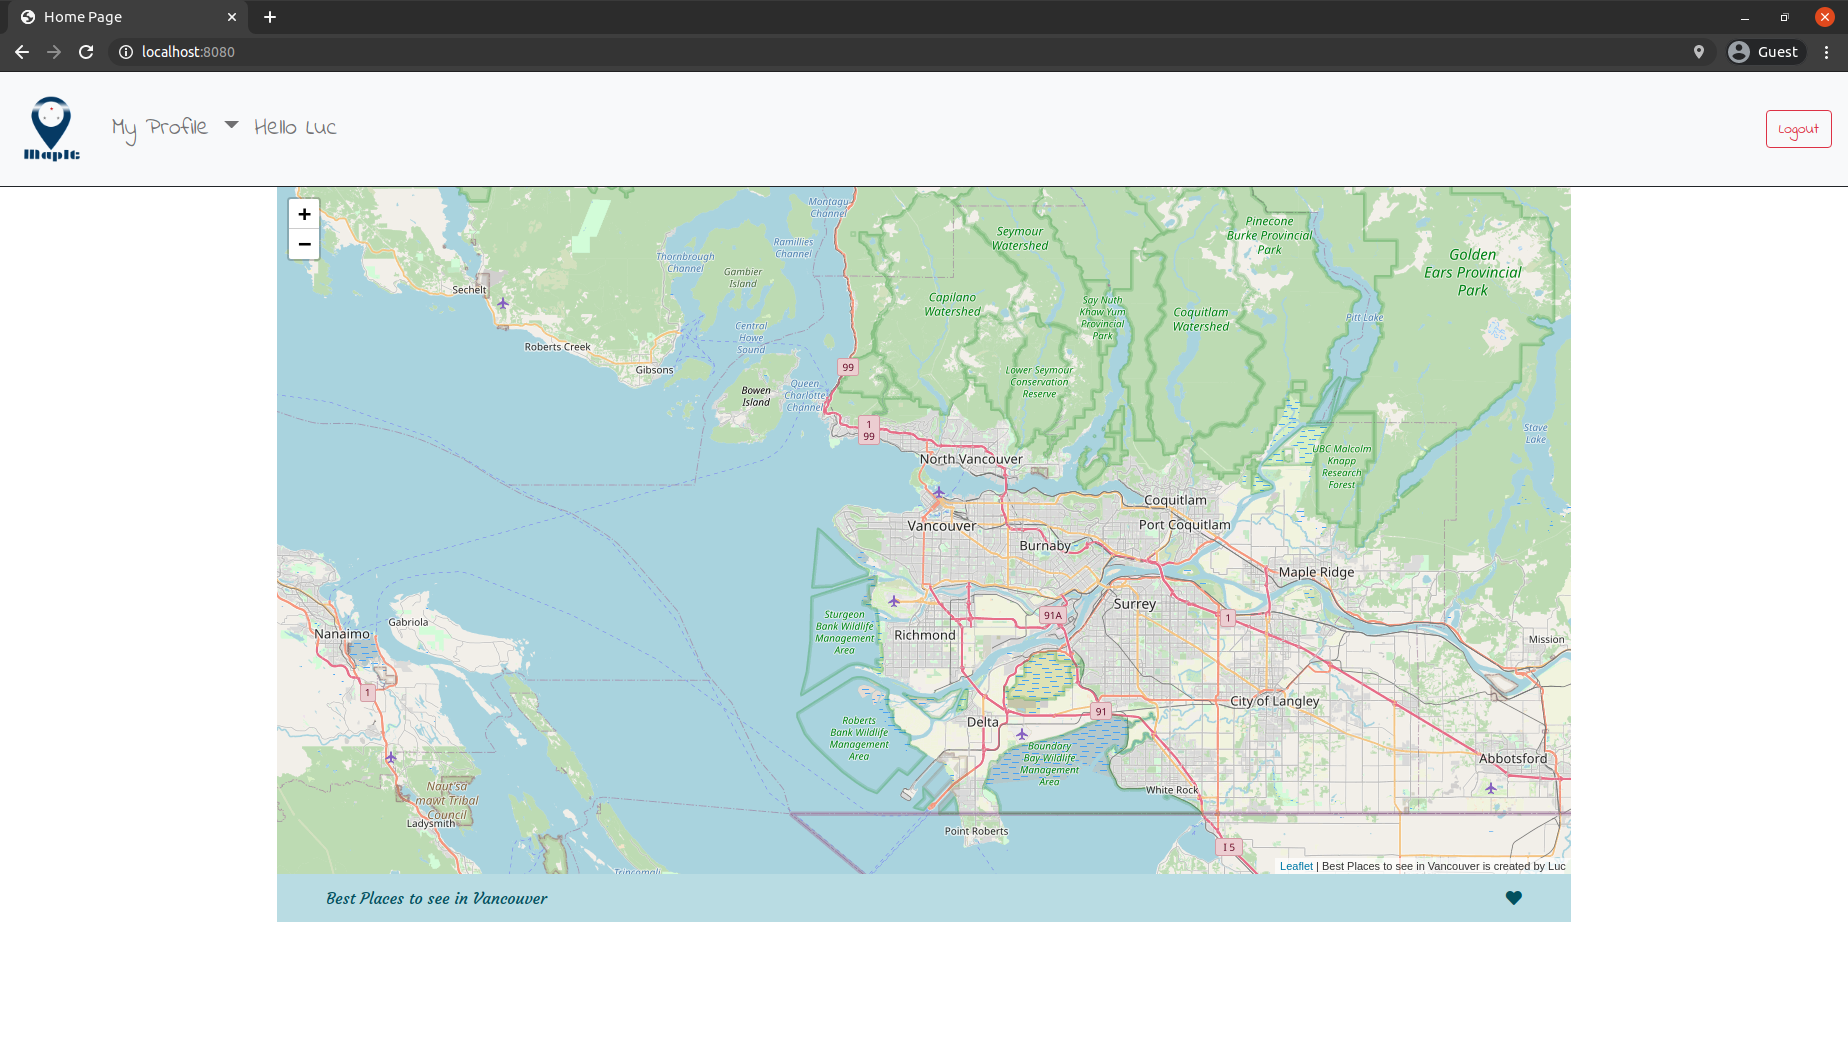 Home Page
localhost:8080
Guest
MapIt
My Profile
Hello Luc
Logout
+
−
Montagu
Channel
Ramillies
Channel
Thornbrough
Channel
Gambier
Island
Central
Howe
Sound
Sechelt
Roberts Creek
Gibsons
Bowen
Island
Queen
Charlotte
Channel
99
1
99
Seymour
Watershed
Capilano
Watershed
Say Nuth
Khaw Yum
Provincial
Park
Lower Seymour
Conservation
Reserve
Coquitlam
Watershed
Pinecone
Burke Provincial
Park
Golden
Ears Provincial
Park
Pitt Lake
Stave
Lake
UBC Malcolm
Knapp
Research
Forest
North Vancouver
Vancouver
Burnaby
Coquitlam
Port Coquitlam
Maple Ridge
Surrey
91A
1
Richmond
Sturgeon
Bank Wildlife
Management
Area
Mission
Nanaimo
Gabriola
1
City of Langley
91
Delta
Roberts
Bank Wildlife
Management
Area
Boundary
Bay Wildlife
Management
Area
White Rock
Abbotsford
Naut'sa
mawt Tribal
Council
Ladysmith
Point Roberts
I 5
Trincomali
Leaflet | Best Places to see in Vancouver is created by Luc
Best Places to see in Vancouver